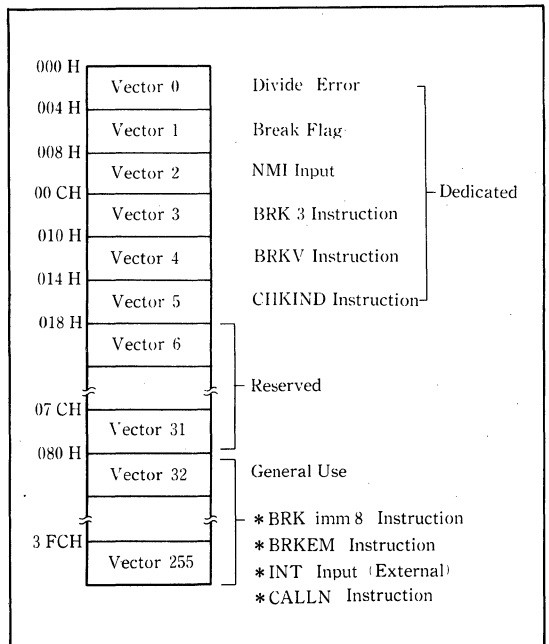 000 H
Vector 0 Divide Error
004 H
Vector 1 Break Flag
008 H
Vector 2 NMI Input
00 CH
Dedicated
Vector 3 BRK 3 Instruction
010 H
Vector 4 BRKV Instruction
014 H
Vector 5 CHKIND Instruction
018 H
Vector 6
Reserved
07 CH
Vector 31
080 H
Vector 32 General Use
*BRK imm 8 Instruction
3 FCH
*BRKEM Instruction
Vector 255 *INT Input (External)
*CALLN Instruction